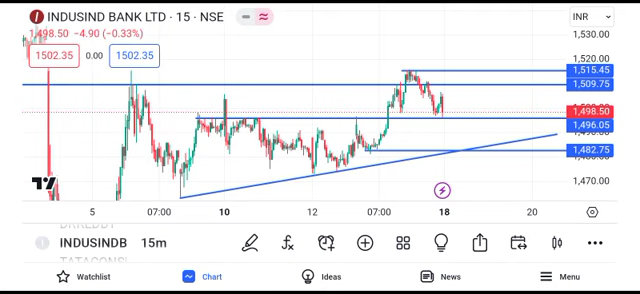 INDUSIND BANK LTD · 15 · NSE
INR
1,498.50 −4.90 (−0.33%)
1502.35 0.00 1502.35
1,530.00
1,520.00
1,515.45
1,509.75
1,498.50
1,496.05
1,482.75
1,470.00
5 07:00 10 12 07:00 18 20
INDUSINDB 15m
Watchlist Chart Ideas News Menu